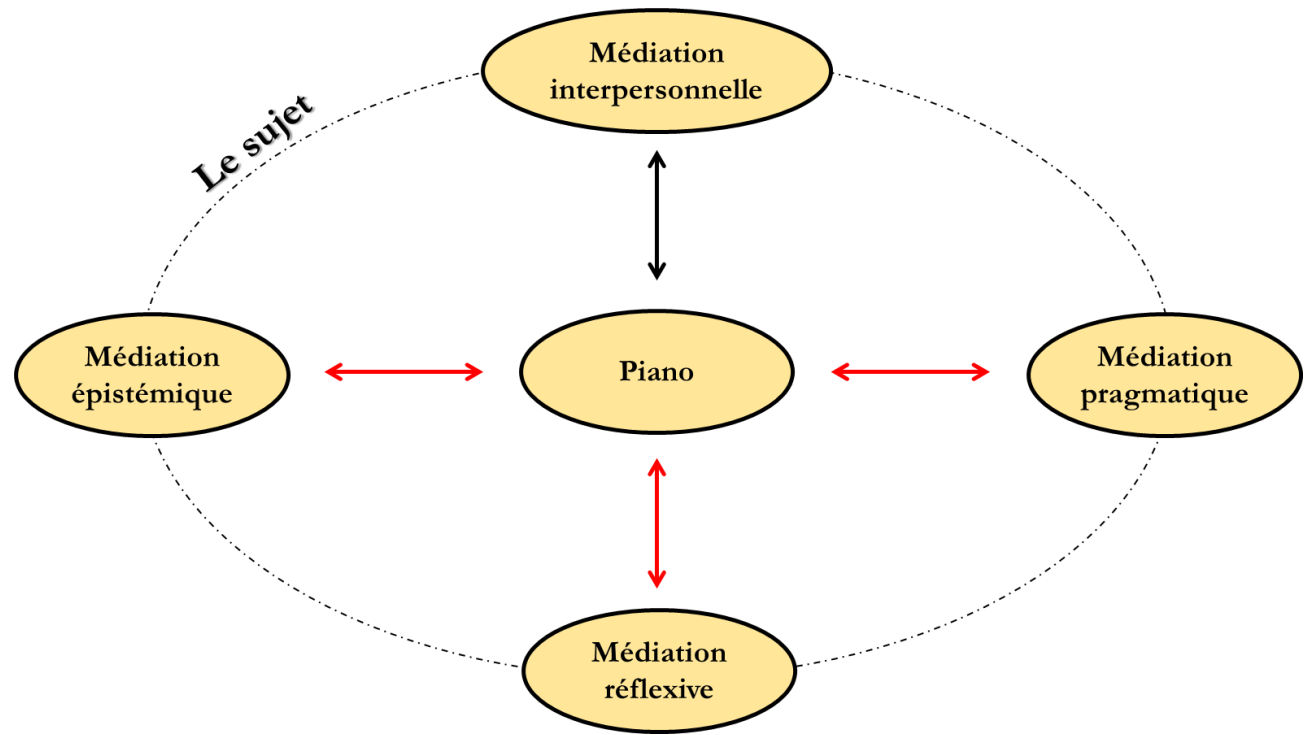 Médiation
interpersonnelle
Le sujet
Médiation
épistémique
Piano
Médiation
pragmatique
Médiation
réflexive